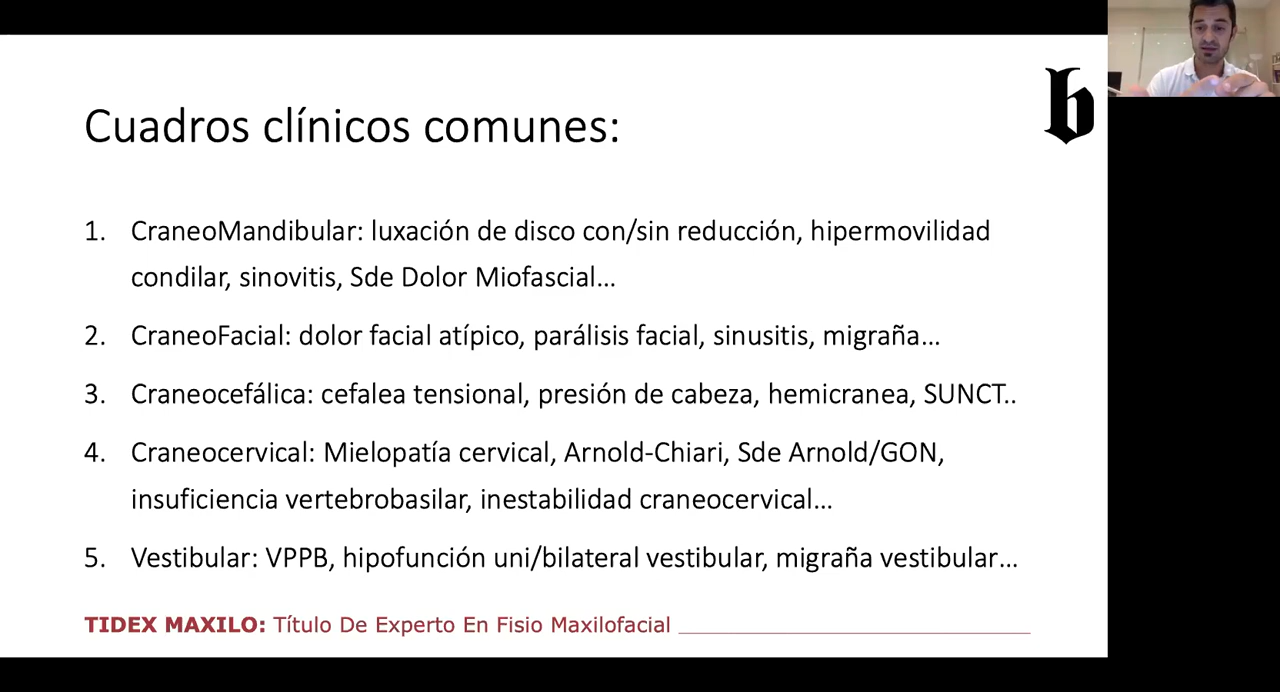 Cuadros clínicos comunes:
b
1. CraneoMandibular: luxación de disco con/sin reducción, hipermovilidad
condilar, sinovitis, Sde Dolor Miofascial...
2. CraneoFacial: dolor facial atípico, parálisis facial, sinusitis, migraña...
3. Craneocefálica: cefalea tensional, presión de cabeza, hemicranea, SUNCT..
4. Craneocervical: Mielopatía cervical, Arnold-Chiari, Sde Arnold/GON,
insuficiencia vertebrobasilar, inestabilidad craneocervical...
5. Vestibular: VPPB, hipofunción uni/bilateral vestibular, migraña vestibular...
TIDEX MAXILO: Título De Experto En Fisio Maxilofacial